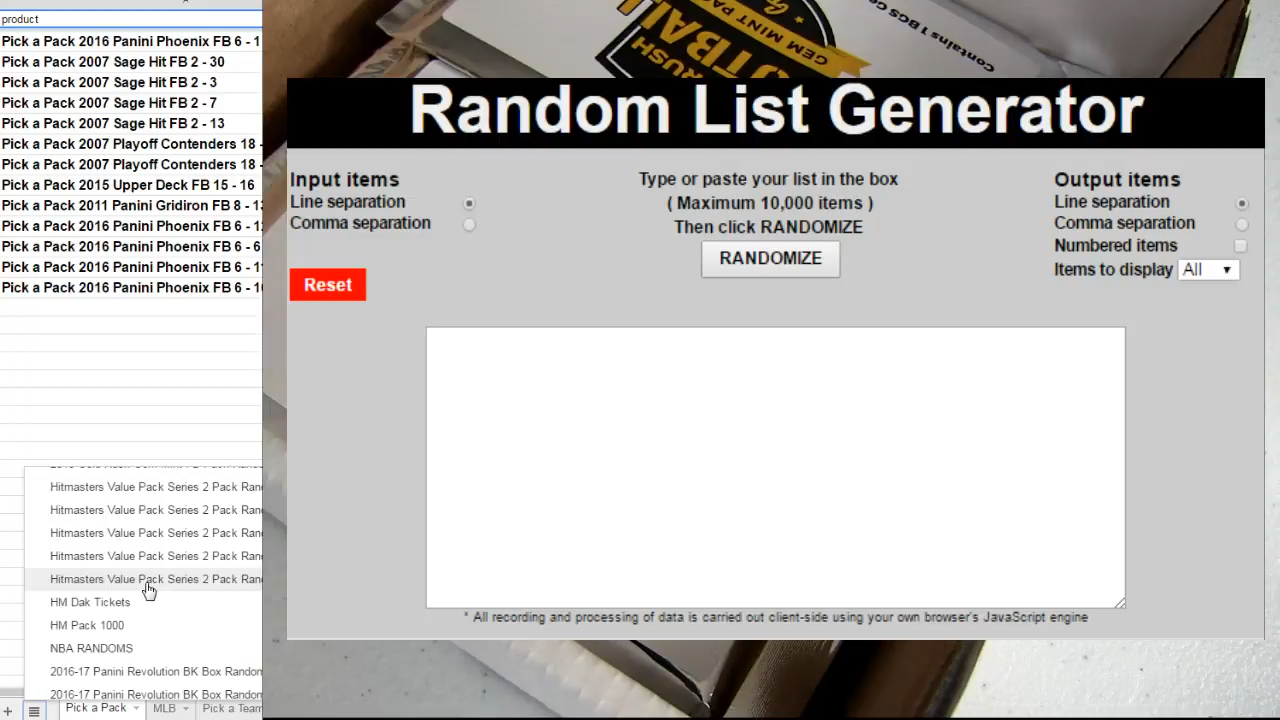 product
Pick a Pack 2016 Panini Phoenix FB 6 - 1
Pick a Pack 2007 Sage Hit FB 2 - 30
Pick a Pack 2007 Sage Hit FB 2 - 3
Pick a Pack 2007 Sage Hit FB 2 - 7
Pick a Pack 2007 Sage Hit FB 2 - 13
Pick a Pack 2007 Playoff Contenders 18 -
Pick a Pack 2007 Playoff Contenders 18 -
Pick a Pack 2015 Upper Deck FB 15 - 16
Pick a Pack 2011 Panini Gridiron FB 8 - 13
Pick a Pack 2016 Panini Phoenix FB 6 - 1
Pick a Pack 2016 Panini Phoenix FB 6 - 6
Pick a Pack 2016 Panini Phoenix FB 6 - 1
Pick a Pack 2016 Panini Phoenix FB 6 - 10
Hitmasters Value Pack Series 2 Pack Ran
Hitmasters Value Pack Series 2 Pack Ran
Hitmasters Value Pack Series 2 Pack Ran
Hitmasters Value Pack Series 2 Pack Ran
Hitmasters Value Pack Series 2 Pack Ran
HM Dak Tickets
HM Pack 1000
NBA RANDOMS
2016-17 Panini Revolution BK Box Random
2016-17 Panini Revolution BK Box Random
Pick a Pack
MLB
Pick a Team
GEM MINT PACK
Contains 1 BGS
Random List Generator
Input items
Line separation
Comma separation
Reset
Type or paste your list in the box
( Maximum 10,000 items )
Then click RANDOMIZE
RANDOMIZE
Output items
Line separation
Comma separation
Numbered items
Items to display All
* All recording and processing of data is carried out client-side using your own browser's JavaScript engine